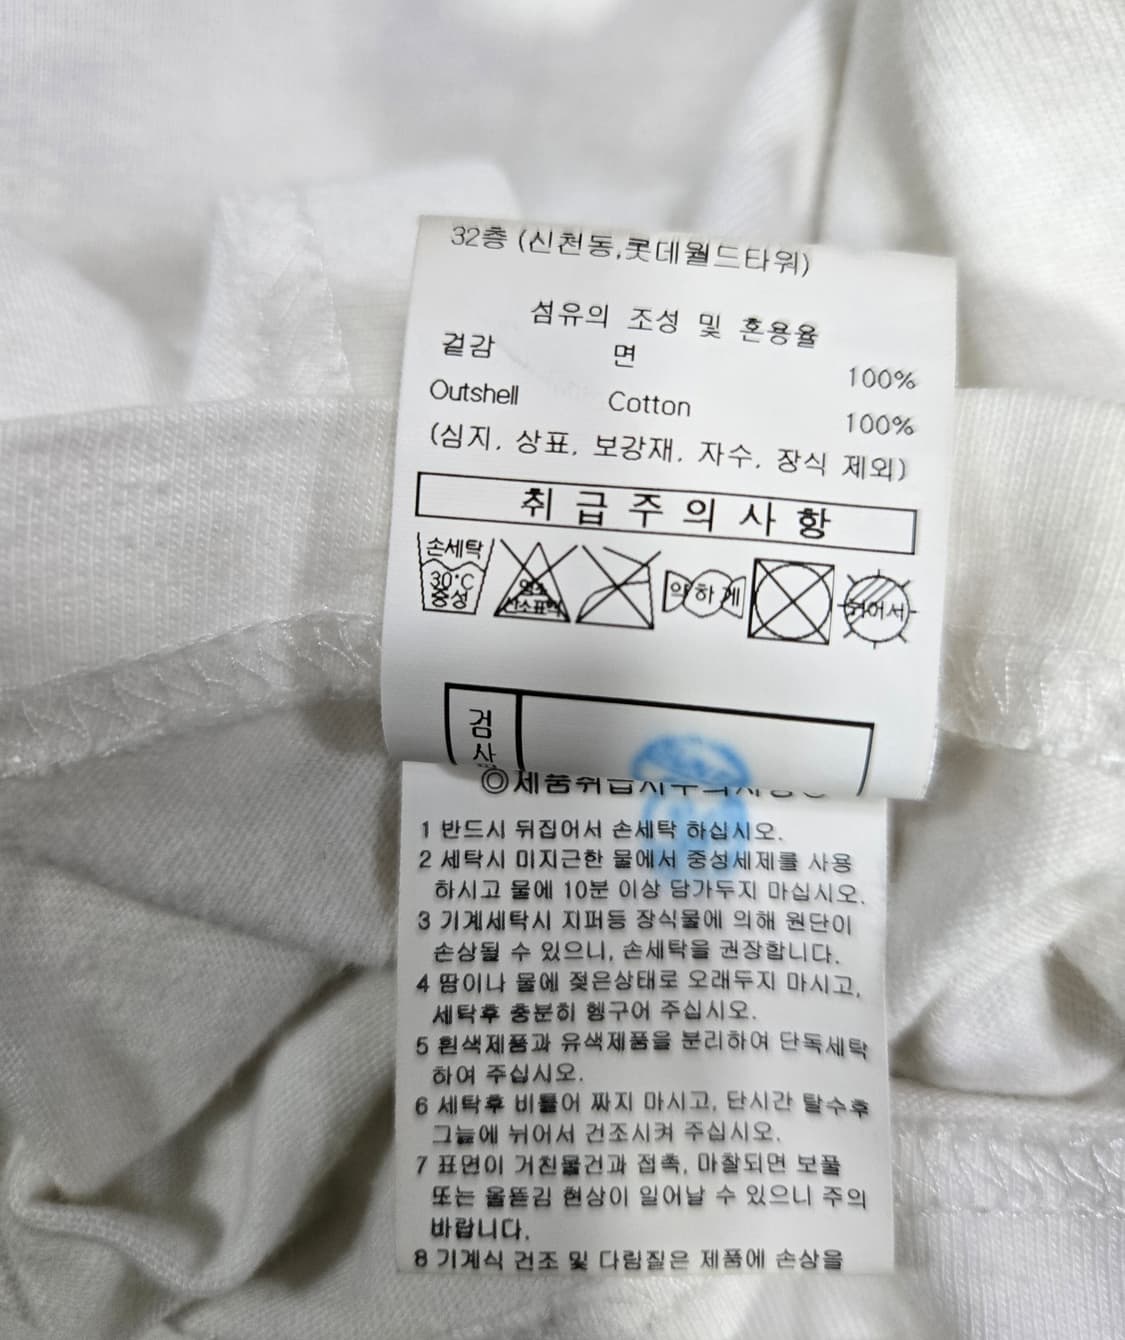 32층 (신천동,롯데월드타워)
섬유의 조성 및 혼용율
겉감 면 100%
Outshell Cotton 100%
(심지, 상표, 보강재, 자수, 장식 제외)
취급주의사항
손세탁 30°C 중성 염소 산소표백 약하게 뉘어서
검사
◎제품취급시주의사항◎
1 반드시 뒤집어서 손세탁 하십시오.
2 세탁시 미지근한 물에서 중성세제를 사용
하시고 물에 10분 이상 담가두지 마십시오.
3 기계세탁시 지퍼등 장식물에 의해 원단이
손상될 수 있으니, 손세탁을 권장합니다.
4 땀이나 물에 젖은상태로 오래두지 마시고,
세탁후 충분히 헹구어 주십시오.
5 흰색제품과 유색제품을 분리하여 단독세탁
하여 주십시오.
6 세탁후 비틀어 짜지 마시고, 단시간 탈수후
그늘에 뉘어서 건조시켜 주십시오.
7 표면이 거친물건과 접촉, 마찰되면 보풀
또는 올뜯김 현상이 일어날 수 있으니 주의
바랍니다.
8 기계식 건조 및 다림질은 제품에 손상을